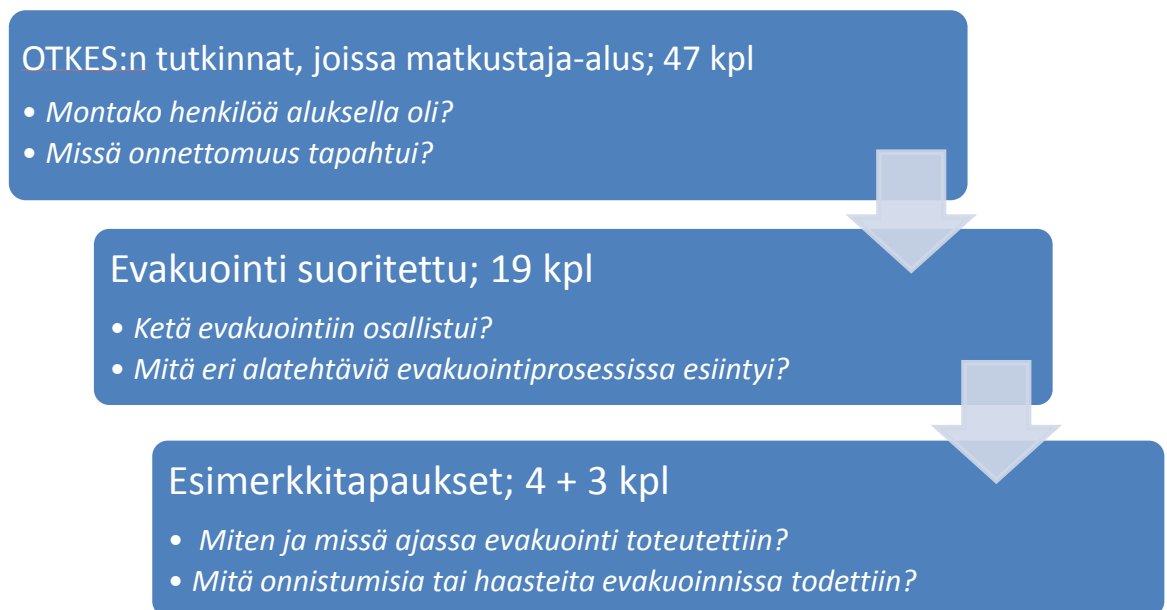 OTKES:n tutkinnat, joissa matkustaja-alus; 47 kpl
• Montako henkilöä aluksella oli?
• Missä onnettomuus tapahtui?
Evakuointi suoritettu; 19 kpl
• Ketä evakuointiin osallistui?
• Mitä eri alatehtäviä evakuointiprosessissa esiintyi?
Esimerkkitapaukset; 4 + 3 kpl
• Miten ja missä ajassa evakuointi toteutettiin?
• Mitä onnistumisia tai haasteita evakuoinnissa todettiin?